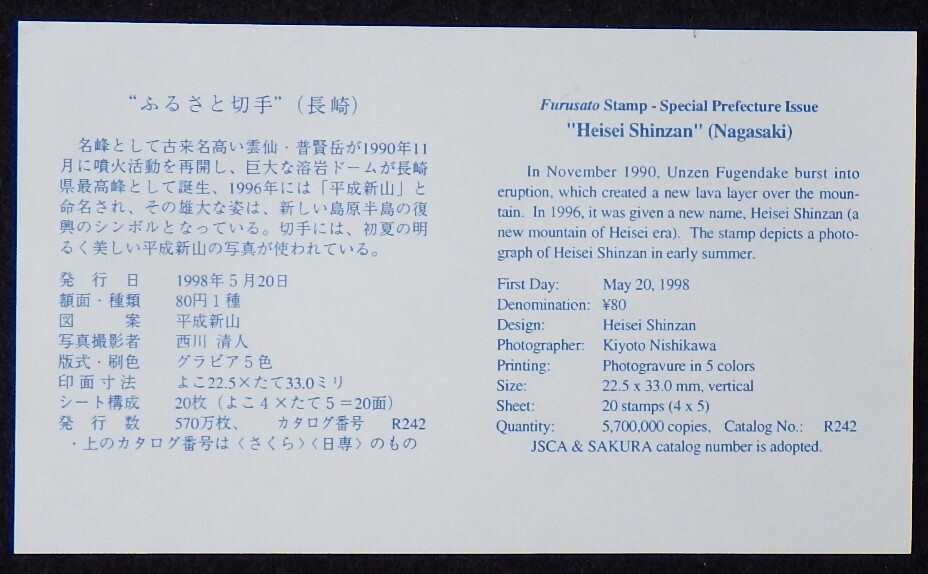 “ふるさと切手”（長崎）
名峰として古来名高い雲仙・普賢岳が1990年11
月に噴火活動を再開し、巨大な溶岩ドームが長崎
県最高峰として誕生、1996年には「平成新山」と
命名され、その雄大な姿は、新しい島原半島の復
興のシンボルとなっている。切手には、初夏の明
るく美しい平成新山の写真が使われている。
発行日 1998年5月20日
額面・種類 80円1種
図案 平成新山
写真撮影者 西川 清人
版式・刷色 グラビア5色
印面寸法 よこ22.5×たて33.0ミリ
シート構成 20枚（よこ4×たて5＝20面）
発行数 570万枚、 カタログ番号 R242
・上のカタログ番号は〈さくら〉〈日専〉のもの
Furusato Stamp - Special Prefecture Issue
"Heisei Shinzan" (Nagasaki)
In November 1990, Unzen Fugendake burst into
eruption, which created a new lava layer over the moun-
tain. In 1996, it was given a new name, Heisei Shinzan (a
new mountain of Heisei era). The stamp depicts a photo-
graph of Heisei Shinzan in early summer.
First Day: May 20, 1998
Denomination: ¥80
Design: Heisei Shinzan
Photographer: Kiyoto Nishikawa
Printing: Photogravure in 5 colors
Size: 22.5 x 33.0 mm, vertical
Sheet: 20 stamps (4 x 5)
Quantity: 5,700,000 copies, Catalog No.: R242
JSCA & SAKURA catalog number is adopted.